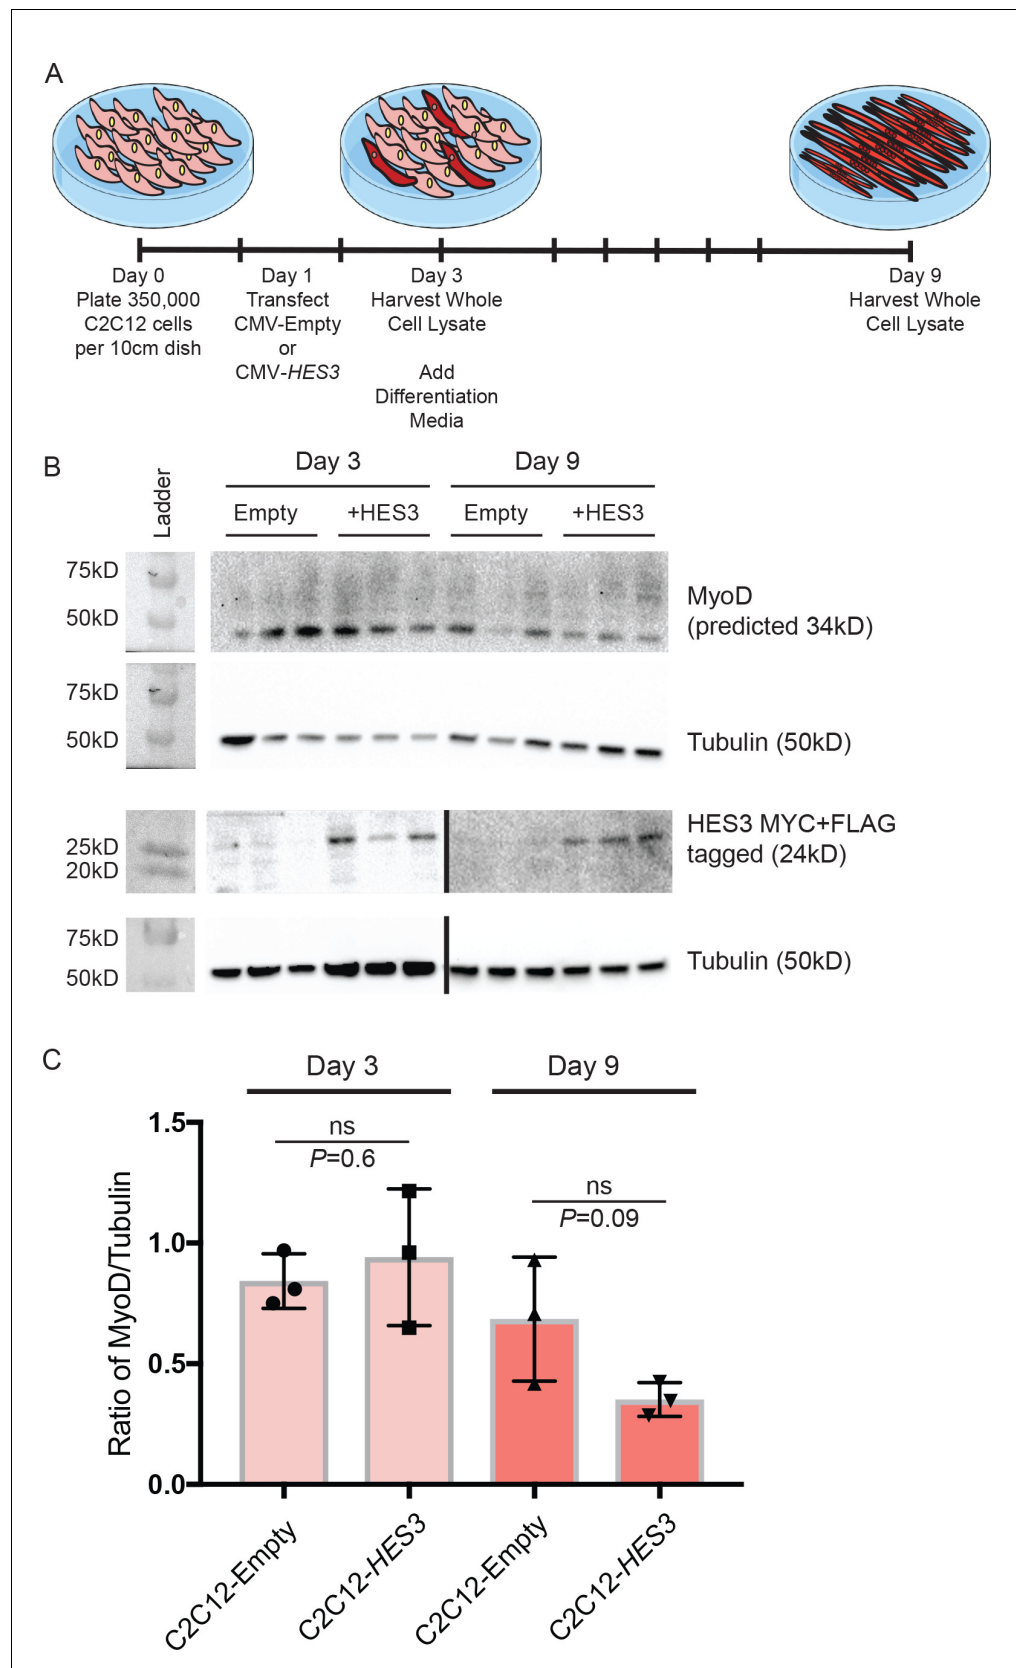 A
Day 0
Plate 350,000
C2C12 cells
per 10cm dish
Day 1
Transfect
CMV-Empty
or
CMV-HES3
Day 3
Harvest Whole
Cell Lysate
Add
Differentiation
Media
Day 9
Harvest Whole
Cell Lysate
B
Ladder
Day 3
Day 9
Empty
+HES3
Empty
+HES3
75kD
50kD
MyoD
(predicted 34kD)
75kD
50kD
Tubulin (50kD)
25kD
20kD
HES3 MYC+FLAG
tagged (24kD)
75kD
50kD
Tubulin (50kD)
C
Day 3
Day 9
ns
P=0.6
ns
P=0.09
Ratio of MyoD/Tubulin
1.5
1.0
0.5
0.0
C2C12-Empty
C2C12-HES3
C2C12-Empty
C2C12-HES3